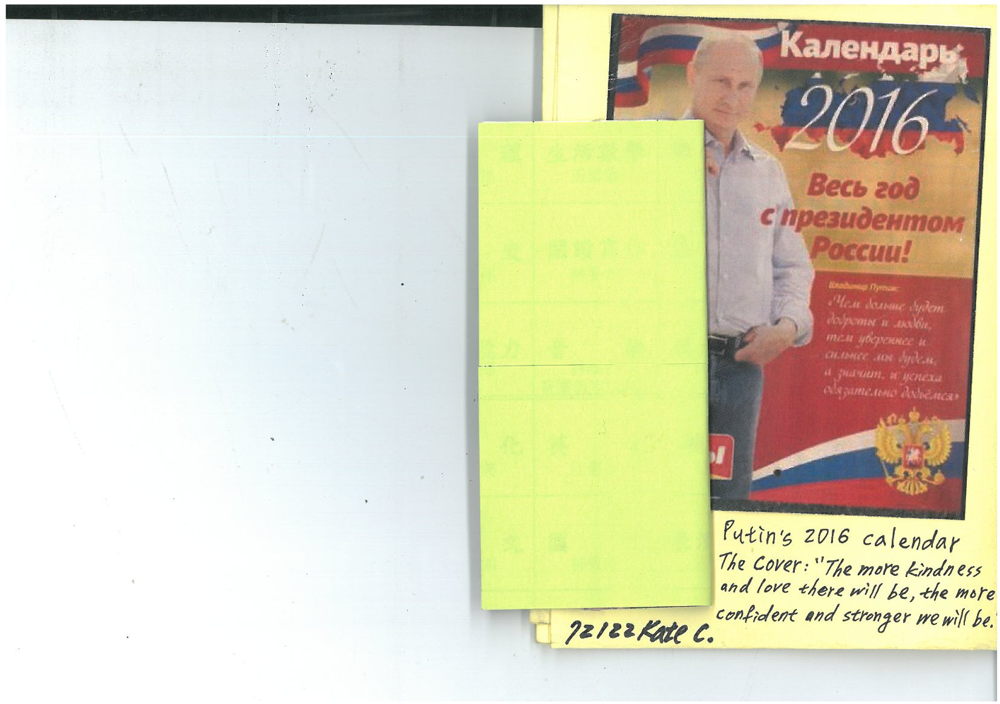 Календарь
2016
Весь год
с президентом
России!
Владимир Путин:
«Чем больше будет
доброты и любви,
тем увереннее и
сильнее мы будем,
а значит, и успеха
обязательно добьёмся»
ы
Putin's 2016 calendar
The Cover: "The more kindness
and love there will be, the more
confident and stronger we will be."
72122 Kate C.